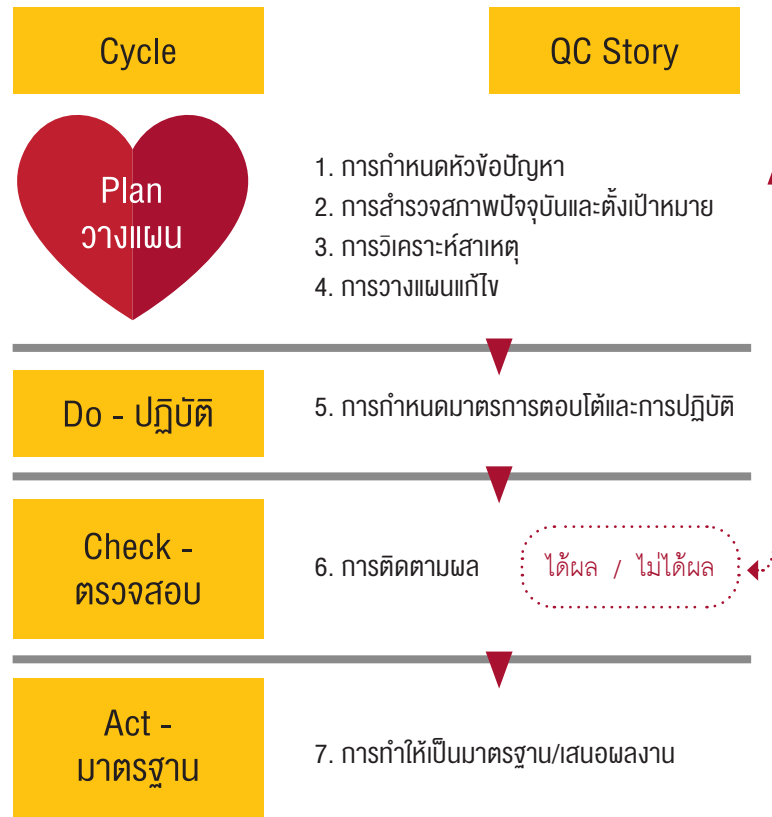 Cycle
QC Story
Plan
วางแผน
1. การกำหนดหัวข้อปัญหา
2. การสำรวจสภาพปัจจุบันและตั้งเป้าหมาย
3. การวิเคราะห์สาเหตุ
4. การวางแผนแก้ไข
Do - ปฏิบัติ
5. การกำหนดมาตรการตอบโต้และการปฏิบัติ
Check -
ตรวจสอบ
6. การติดตามผล
ได้ผล / ไม่ได้ผล
Act -
มาตรฐาน
7. การทำให้เป็นมาตรฐาน/เสนอผลงาน